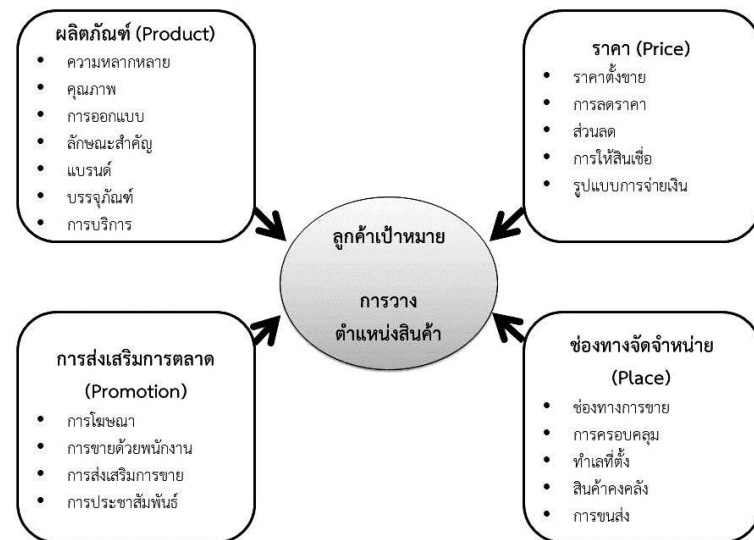 ผลิตภัณฑ์ (Product)
• ความหลากหลาย
• คุณภาพ
• การออกแบบ
• ลักษณะสำคัญ
• แบรนด์
• บรรจุภัณฑ์
• การบริการ
ราคา (Price)
• ราคาตั้งขาย
• การลดราคา
• ส่วนลด
• การให้สินเชื่อ
• รูปแบบการจ่ายเงิน
ลูกค้าเป้าหมาย
การวาง
ตำแหน่งสินค้า
การส่งเสริมการตลาด
(Promotion)
• การโฆษณา
• การขายด้วยพนักงาน
• การส่งเสริมการขาย
• การประชาสัมพันธ์
ช่องทางจัดจำหน่าย
(Place)
• ช่องทางการขาย
• การครอบคลุม
• ทำเลที่ตั้ง
• สินค้าคงคลัง
• การขนส่ง